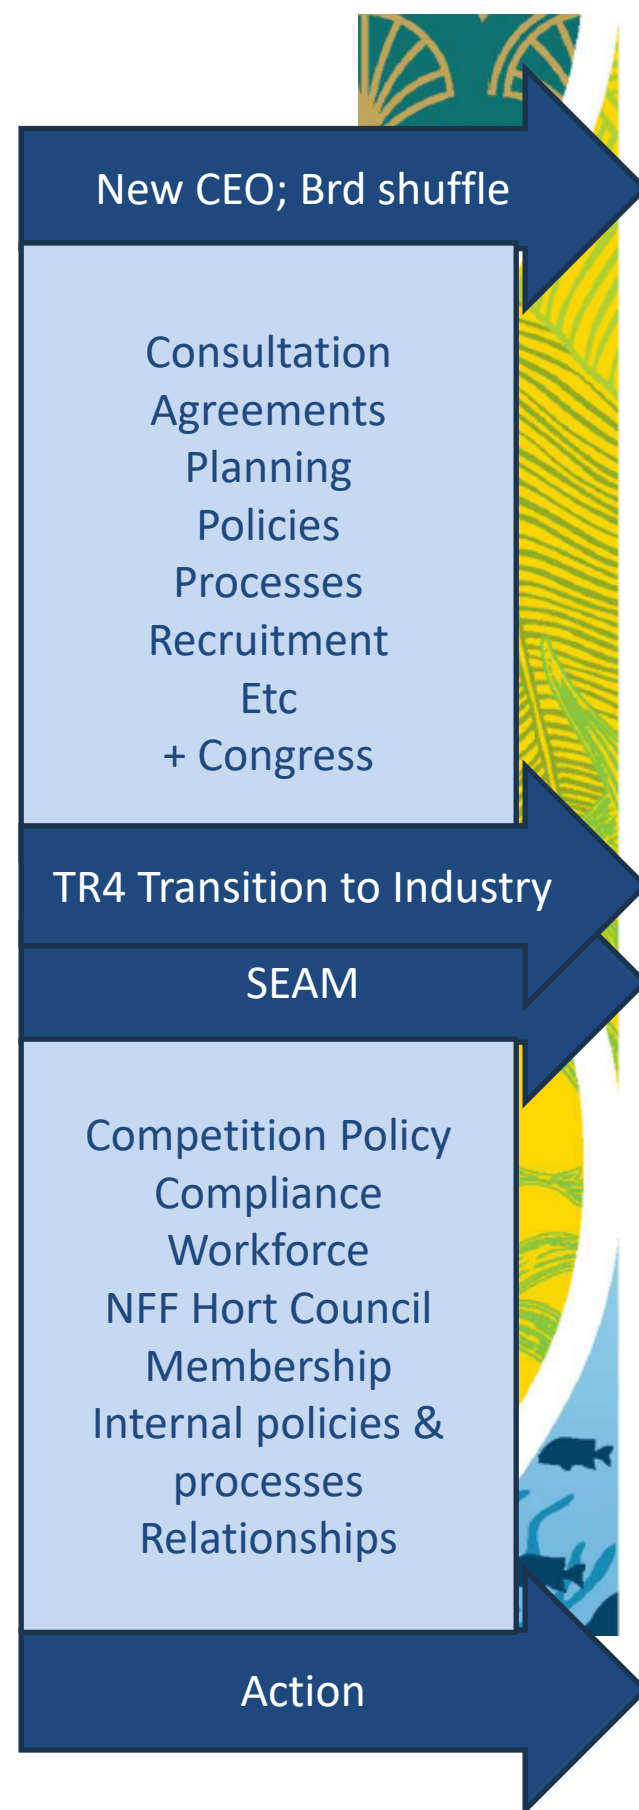 New CEO; Brd shuffle
Consultation
Agreements
Planning
Policies
Processes
Recruitment
Etc
+ Congress
TR4 Transition to Industry
SEAM
Competition Policy
Compliance
Workforce
NFF Hort Council
Membership
Internal policies &
processes
Relationships
Action